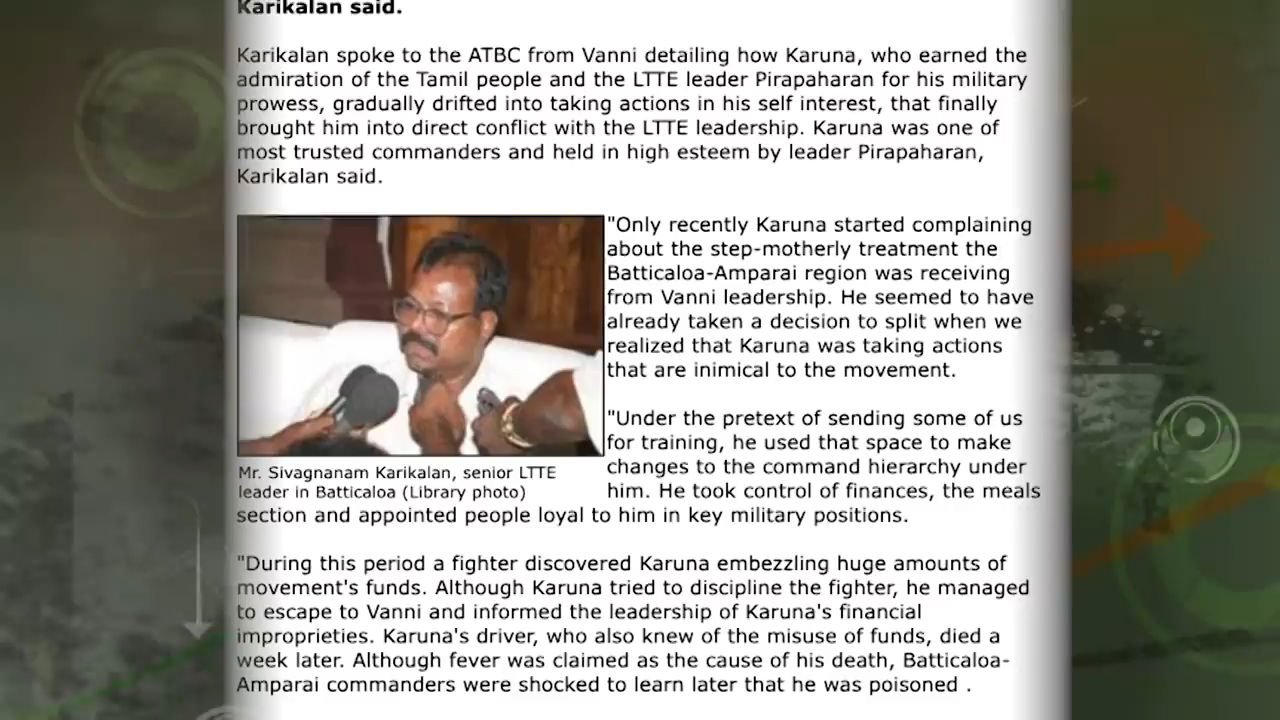 Karikalan said.
Karikalan spoke to the ATBC from Vanni detailing how Karuna, who earned the
admiration of the Tamil people and the LTTE leader Pirapaharan for his military
prowess, gradually drifted into taking actions in his self interest, that finally
brought him into direct conflict with the LTTE leadership. Karuna was one of
most trusted commanders and held in high esteem by leader Pirapaharan,
Karikalan said.
"Only recently Karuna started complaining
about the step-motherly treatment the
Batticaloa-Amparai region was receiving
from Vanni leadership. He seemed to have
already taken a decision to split when we
realized that Karuna was taking actions
that are inimical to the movement.
Mr. Sivagnanam Karikalan, senior LTTE
leader in Batticaloa (Library photo)
"Under the pretext of sending some of us
for training, he used that space to make
changes to the command hierarchy under
him. He took control of finances, the meals
section and appointed people loyal to him in key military positions.
"During this period a fighter discovered Karuna embezzling huge amounts of
movement's funds. Although Karuna tried to discipline the fighter, he managed
to escape to Vanni and informed the leadership of Karuna's financial
improprieties. Karuna's driver, who also knew of the misuse of funds, died a
week later. Although fever was claimed as the cause of his death, Batticaloa-
Amparai commanders were shocked to learn later that he was poisoned .